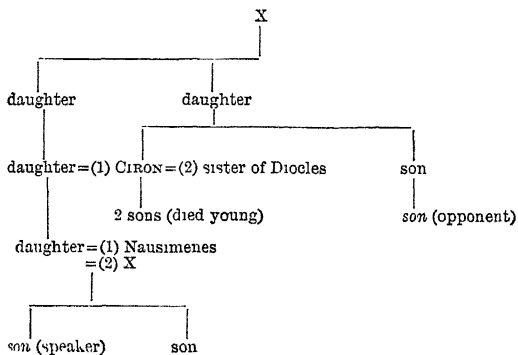 X
daughter daughter
daughter=(1) CIRON=(2) sister of Diocles son
2 sons (died young) son (opponent)
daughter=(1) Nausimenes
=(2) X
son (speaker) son